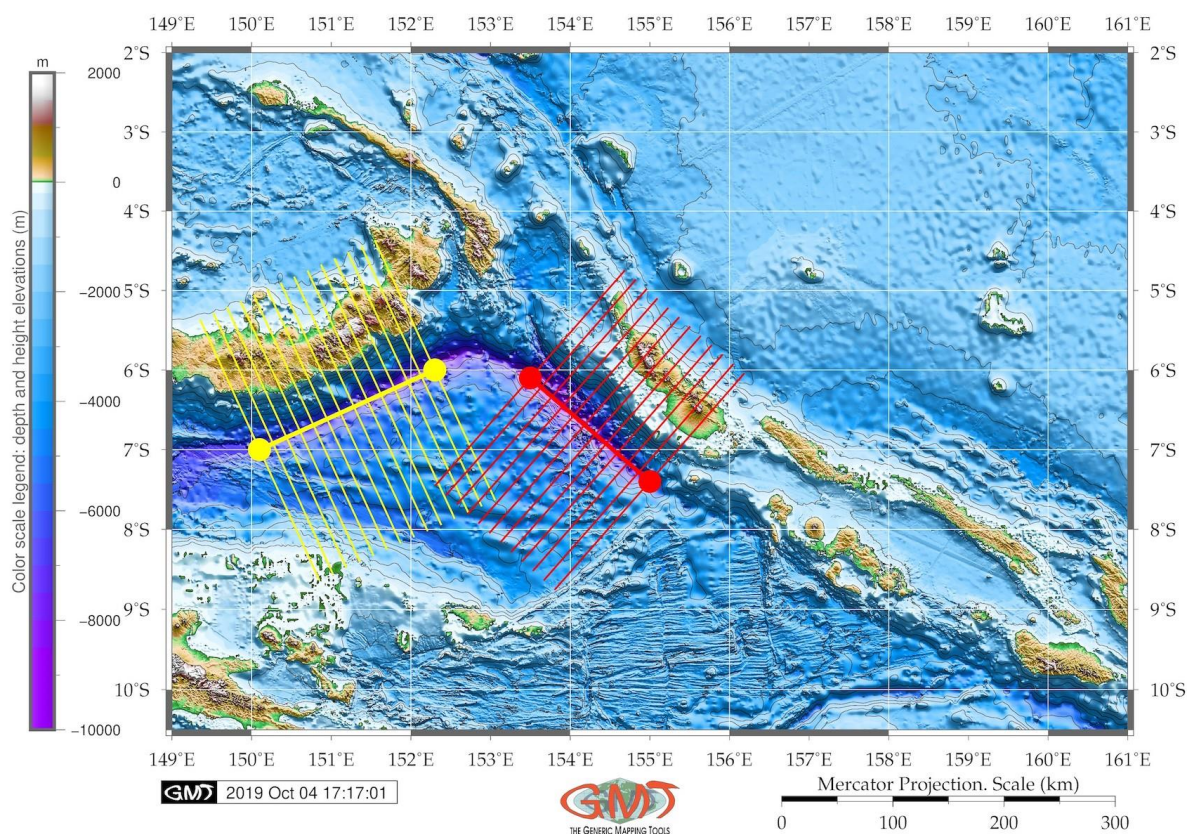 149°E 150°E 151°E 152°E 153°E 154°E 155°E 156°E 157°E 158°E 159°E 160°E 161°E
m
2000
0
−2000
−4000
−6000
−8000
−10000
Color scale legend: depth and height elevations (m)
2°S 2°S
3°S 3°S
4°S 4°S
5°S 5°S
6°S 6°S
7°S 7°S
8°S 8°S
9°S 9°S
10°S 10°S
149°E 150°E 151°E 152°E 153°E 154°E 155°E 156°E 157°E 158°E 159°E 160°E 161°E
GMT 2019 Oct 04 17:17:01
GMT
THE GENERIC MAPPING TOOLS
Mercator Projection. Scale (km)
0 100 200 300